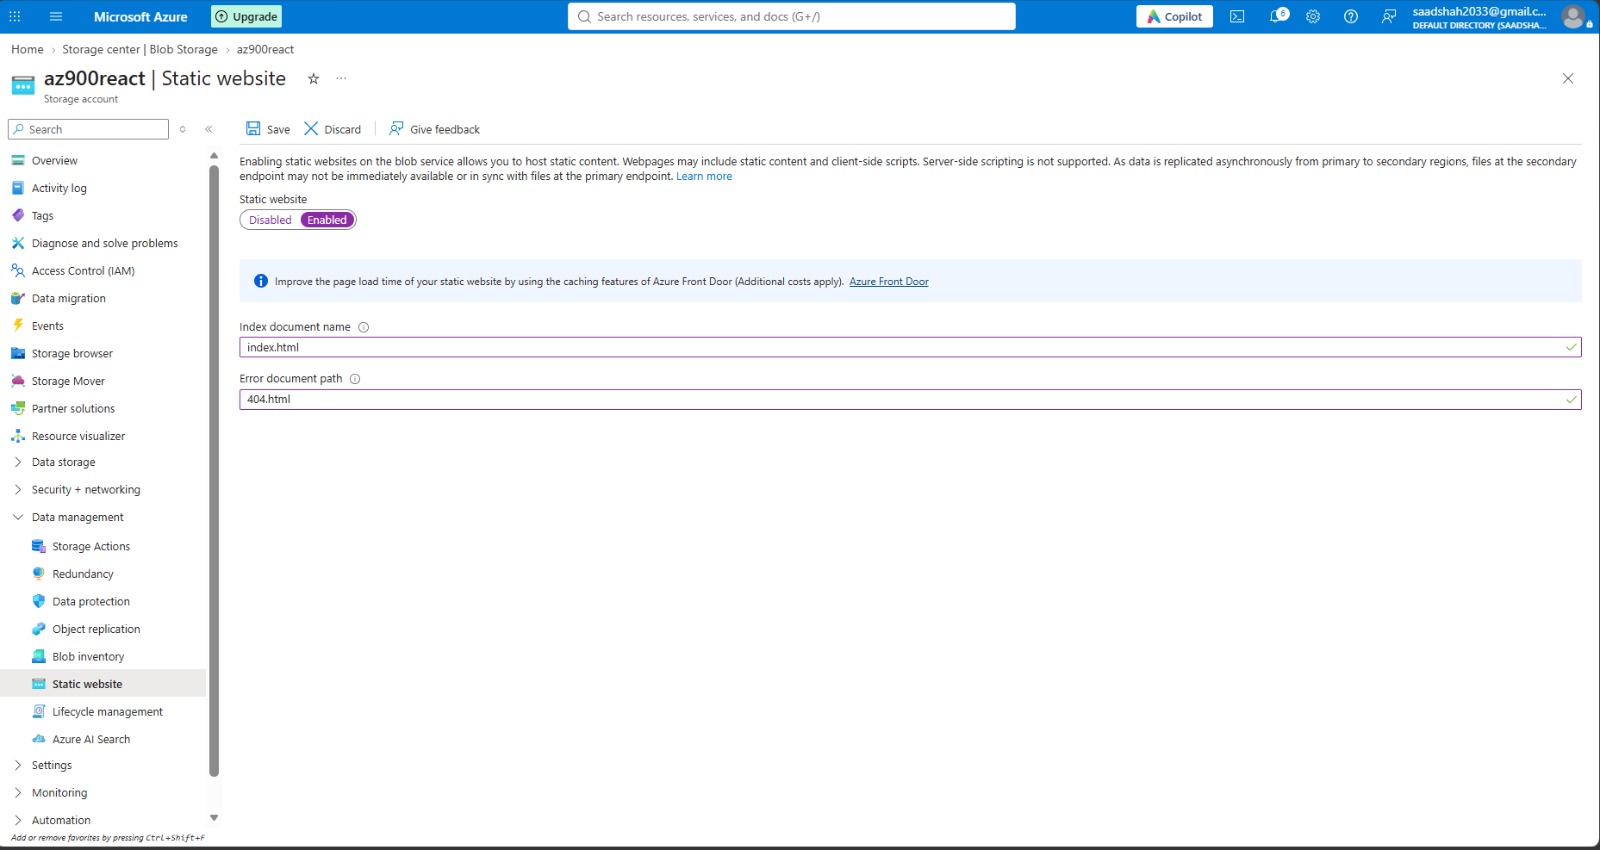 Microsoft Azure
Upgrade
Search resources, services, and docs (G+/)
Copilot
6
saadshah2033@gmail.c...
DEFAULT DIRECTORY (SAADSHA...
Home > Storage center | Blob Storage > az900react
az900react | Static website
Storage account
Search
Save
Discard
Give feedback
Overview
Activity log
Tags
Diagnose and solve problems
Access Control (IAM)
Data migration
Events
Storage browser
Storage Mover
Partner solutions
Resource visualizer
Data storage
Security + networking
Data management
Storage Actions
Redundancy
Data protection
Object replication
Blob inventory
Static website
Lifecycle management
Azure AI Search
Settings
Monitoring
Automation
Add or remove favorites by pressing Ctrl+Shift+F
Enabling static websites on the blob service allows you to host static content. Webpages may include static content and client-side scripts. Server-side scripting is not supported. As data is replicated asynchronously from primary to secondary regions, files at the secondary
endpoint may not be immediately available or in sync with files at the primary endpoint. Learn more
Static website
Disabled Enabled
Improve the page load time of your static website by using the caching features of Azure Front Door (Additional costs apply). Azure Front Door
Index document name
index.html
Error document path
404.html